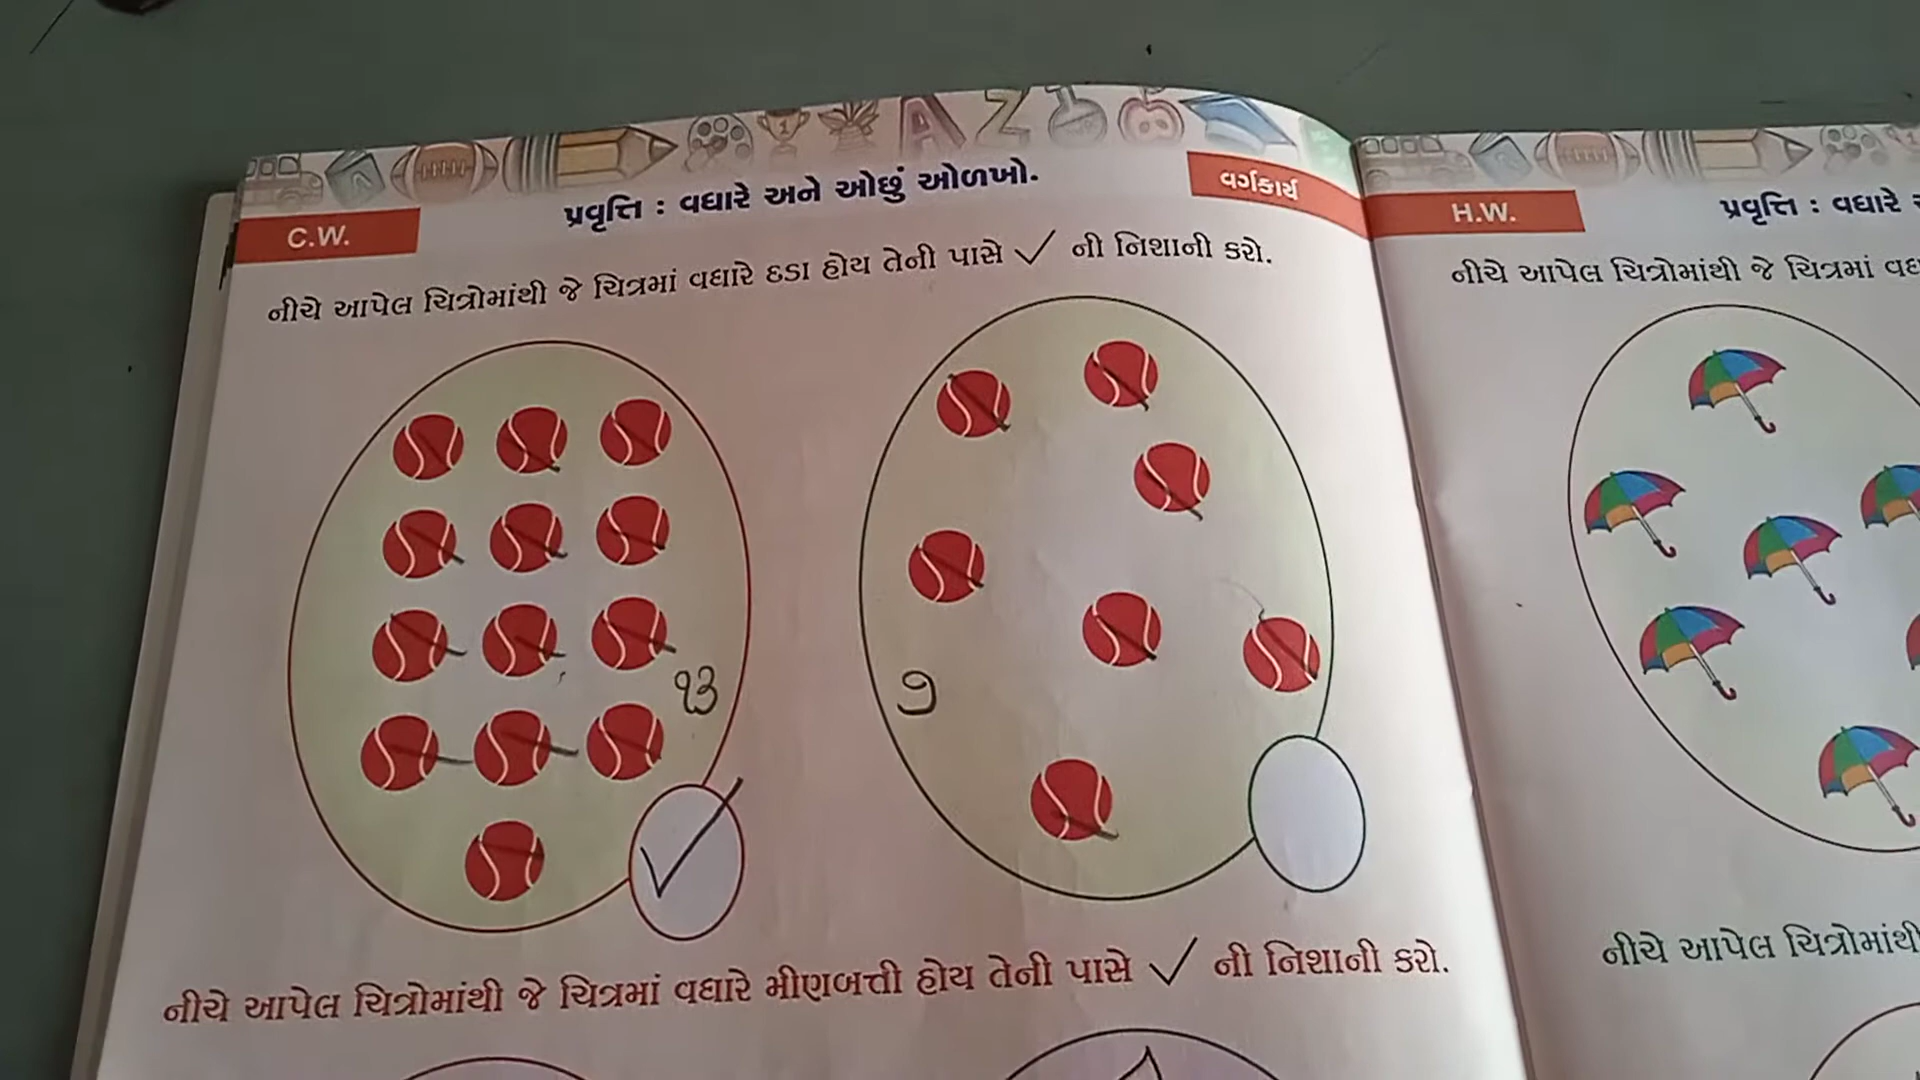 C.W.
પ્રવૃત્તિ : વધારે અને ઓછું ઓળખો.
વર્ગકાર્ય
નીચે આપેલ ચિત્રોમાંથી જે ચિત્રમાં વધારે દડા હોય તેની પાસે ✓ ની નિશાની કરો.
૧૩
૭
નીચે આપેલ ચિત્રોમાંથી જે ચિત્રમાં વધારે મીણબત્તી હોય તેની પાસે ✓ ની નિશાની કરો.
H.W.
પ્રવૃત્તિ : વધારે
નીચે આપેલ ચિત્રોમાંથી જે ચિત્રમાં
નીચે આપેલ ચિત્રોમાંથી